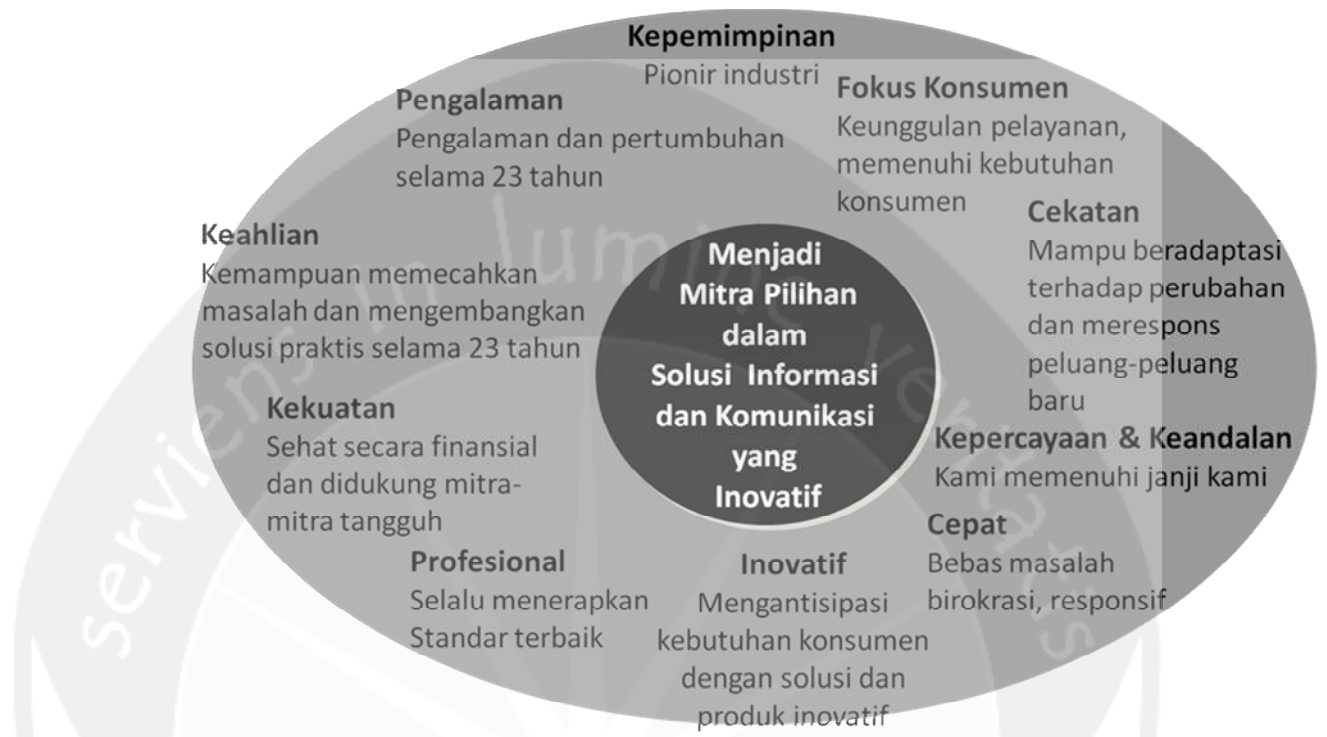 Kepemimpinan
Pionir industri
Fokus Konsumen
Keunggulan pelayanan,
memenuhi kebutuhan
konsumen
Cekatan
Mampu beradaptasi
terhadap perubahan
dan merespons
peluang-peluang
baru
Kepercayaan & Keandalan
Kami memenuhi janji kami
Cepat
Bebas masalah
birokrasi, responsif
Inovatif
Mengantisipasi
kebutuhan konsumen
dengan solusi dan
produk inovatif
Profesional
Selalu menerapkan
Standar terbaik
Kekuatan
Sehat secara finansial
dan didukung mitra-
mitra tangguh
Keahlian
Kemampuan memecahkan
masalah dan mengembangkan
solusi praktis selama 23 tahun
Pengalaman
Pengalaman dan pertumbuhan
selama 23 tahun
Menjadi
Mitra Pilihan
dalam
Solusi Informasi
dan Komunikasi
yang
Inovatif
serviens in lumine veritatis